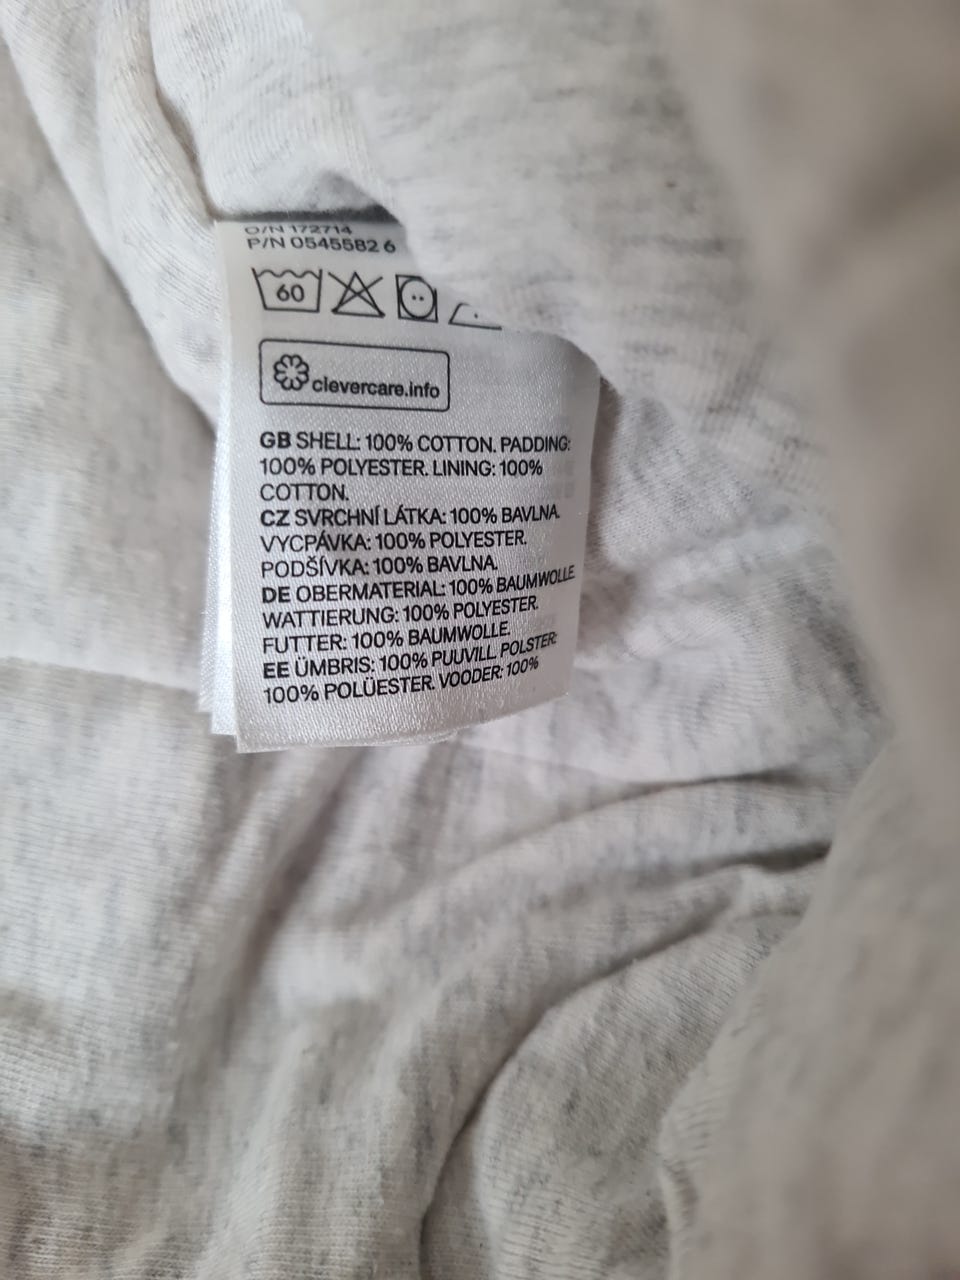 O/N 172714
P/N 0545582 6
60
clevercare.info
GB SHELL: 100% COTTON. PADDING:
100% POLYESTER. LINING: 100%
COTTON.
CZ SVRCHNÍ LÁTKA: 100% BAVLNA.
VYCPÁVKA: 100% POLYESTER.
PODŠÍVKA: 100% BAVLNA.
DE OBERMATERIAL: 100% BAUMWOLLE.
WATTIERUNG: 100% POLYESTER.
FUTTER: 100% BAUMWOLLE.
EE ÜMBRIS: 100% PUUVILL. POLSTER:
100% POLÜESTER. VOODER: 100%